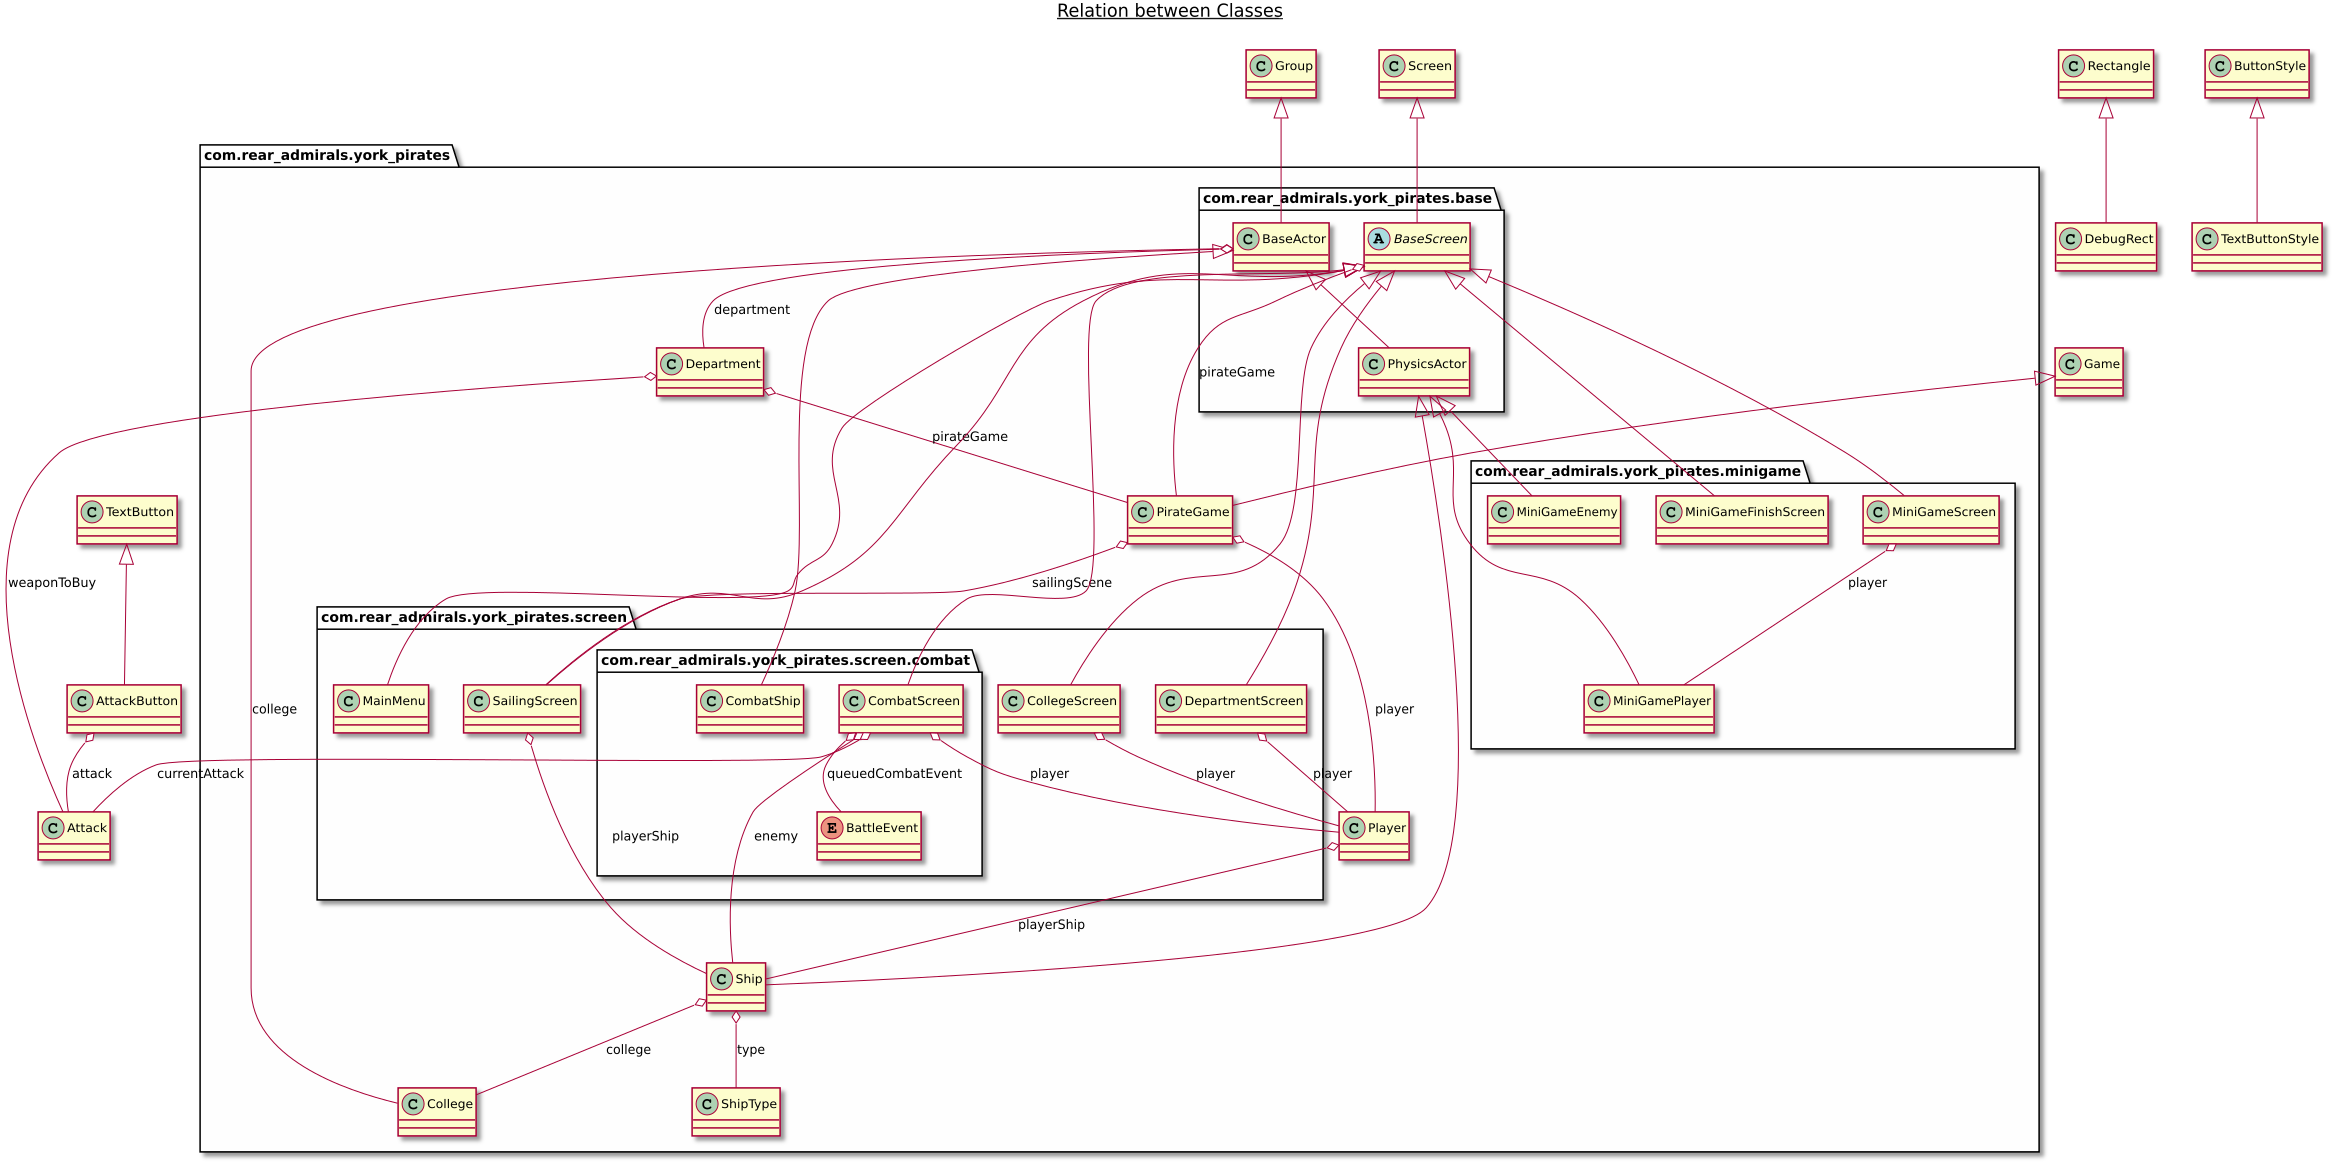 Relation between Classes
C Group
C Screen
C Rectangle
C ButtonStyle
com.rear_admirals.york_pirates
com.rear_admirals.york_pirates.base
C BaseActor
A BaseScreen
C DebugRect
C TextButtonStyle
department
C Department
pirateGame
C PhysicsActor
C Game
pirateGame
com.rear_admirals.york_pirates.minigame
C TextButton
C PirateGame
C MiniGameEnemy
C MiniGameFinishScreen
C MiniGameScreen
weaponToBuy
sailingScene
player
com.rear_admirals.york_pirates.screen
com.rear_admirals.york_pirates.screen.combat
C AttackButton
college
C MainMenu
C SailingScreen
C CombatShip
C CombatScreen
C CollegeScreen
C DepartmentScreen
player
C MiniGamePlayer
attack
currentAttack
queuedCombatEvent
player
player
player
C Attack
playerShip
enemy
E BattleEvent
C Player
playerShip
C Ship
college
type
C College
C ShipType